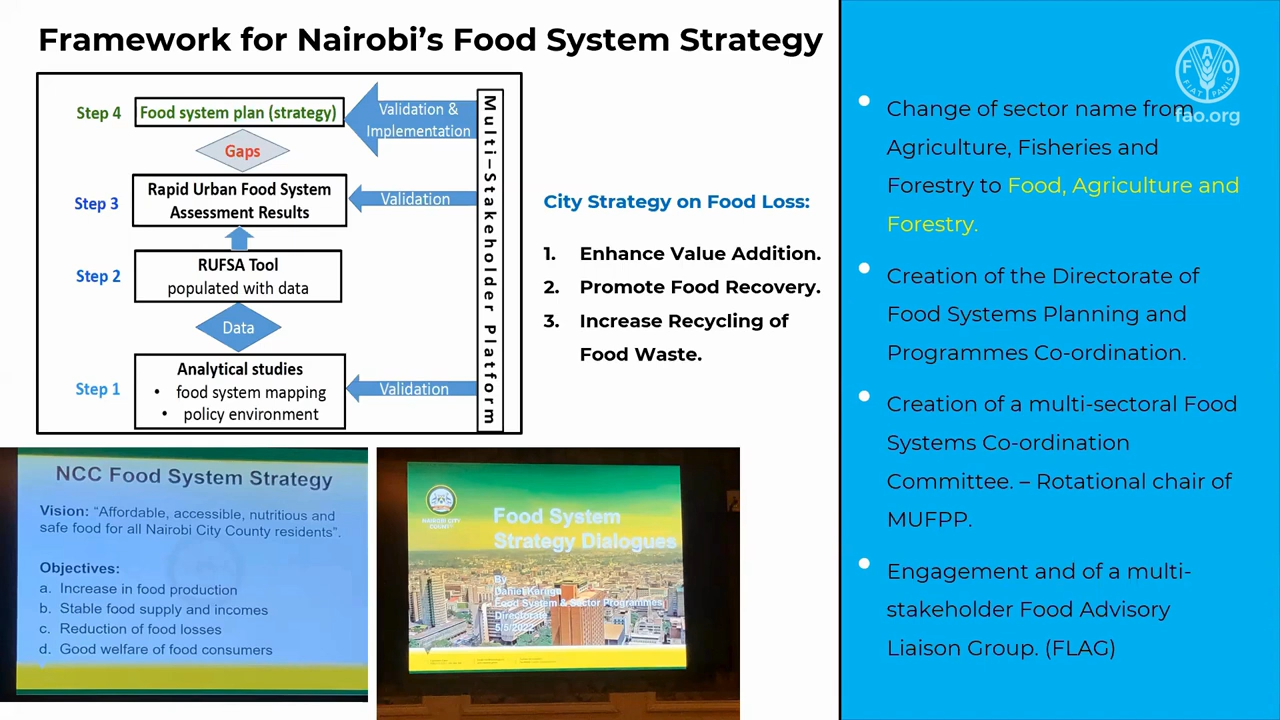 Framework for Nairobi's Food System Strategy
Step 4
Food system plan (strategy)
Validation &
Implementation
Gaps
Step 3
Rapid Urban Food System
Assessment Results
Validation
Step 2
RUFSA Tool
populated with data
Data
Step 1
Analytical studies
• food system mapping
• policy environment
Validation
Multi–Stakeholder Platform
City Strategy on Food Loss:
1. Enhance Value Addition.
2. Promote Food Recovery.
3. Increase Recycling of
Food Waste.
NCC Food System Strategy
Vision: "Affordable, accessible, nutritious and
safe food for all Nairobi City County residents".
Objectives:
a. Increase in food production
b. Stable food supply and incomes
c. Reduction of food losses
d. Good welfare of food consumers
NAIROBI CITY
COUNTY
Food System
Strategy Dialogues
By
Daniel Karugu
Food System & Sector Programmes
Directorate
FAO
FIAT PANIS
fao.org
• Change of sector name from
Agriculture, Fisheries and
Forestry to Food, Agriculture and
Forestry.
• Creation of the Directorate of
Food Systems Planning and
Programmes Co-ordination.
• Creation of a multi-sectoral Food
Systems Co-ordination
Committee. – Rotational chair of
MUFPP.
• Engagement and of a multi-
stakeholder Food Advisory
Liaison Group. (FLAG)